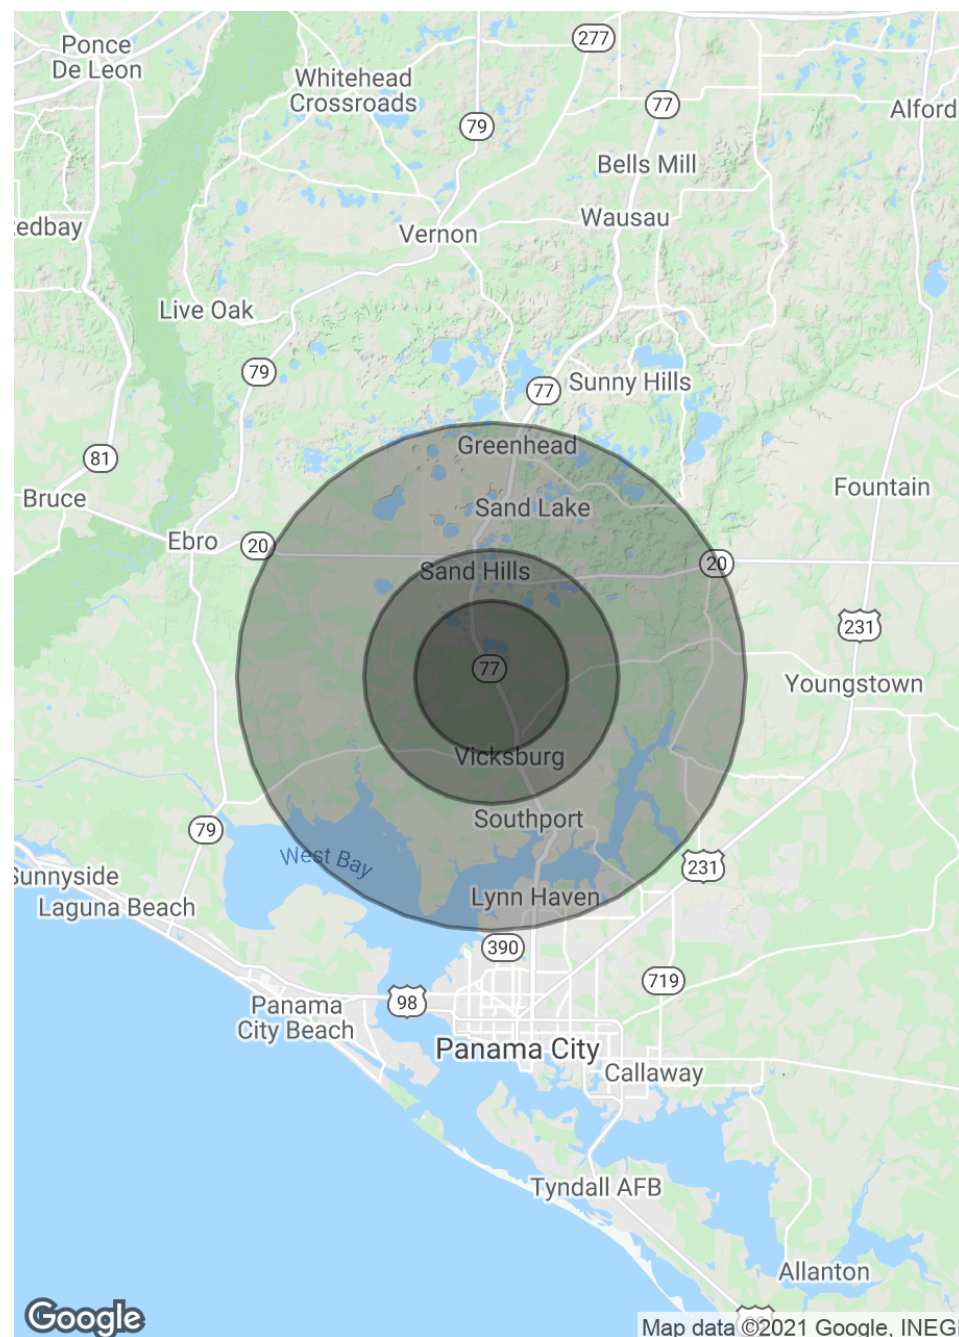 Ponce
De Leon
277
Whitehead
Crossroads
77
Alford
79
Bells Mill
Wausau
edbay
Vernon
Live Oak
79
77
Sunny Hills
Greenhead
81
Bruce
Sand Lake
Fountain
Ebro
20
20
Sand Hills
231
77
Youngstown
Vicksburg
79
Southport
West Bay
231
Sunnyside
Laguna Beach
Lynn Haven
390
719
98
Panama
City Beach
Panama City
Callaway
Tyndall AFB
Allanton
Google
Map data ©2021 Google, INEG